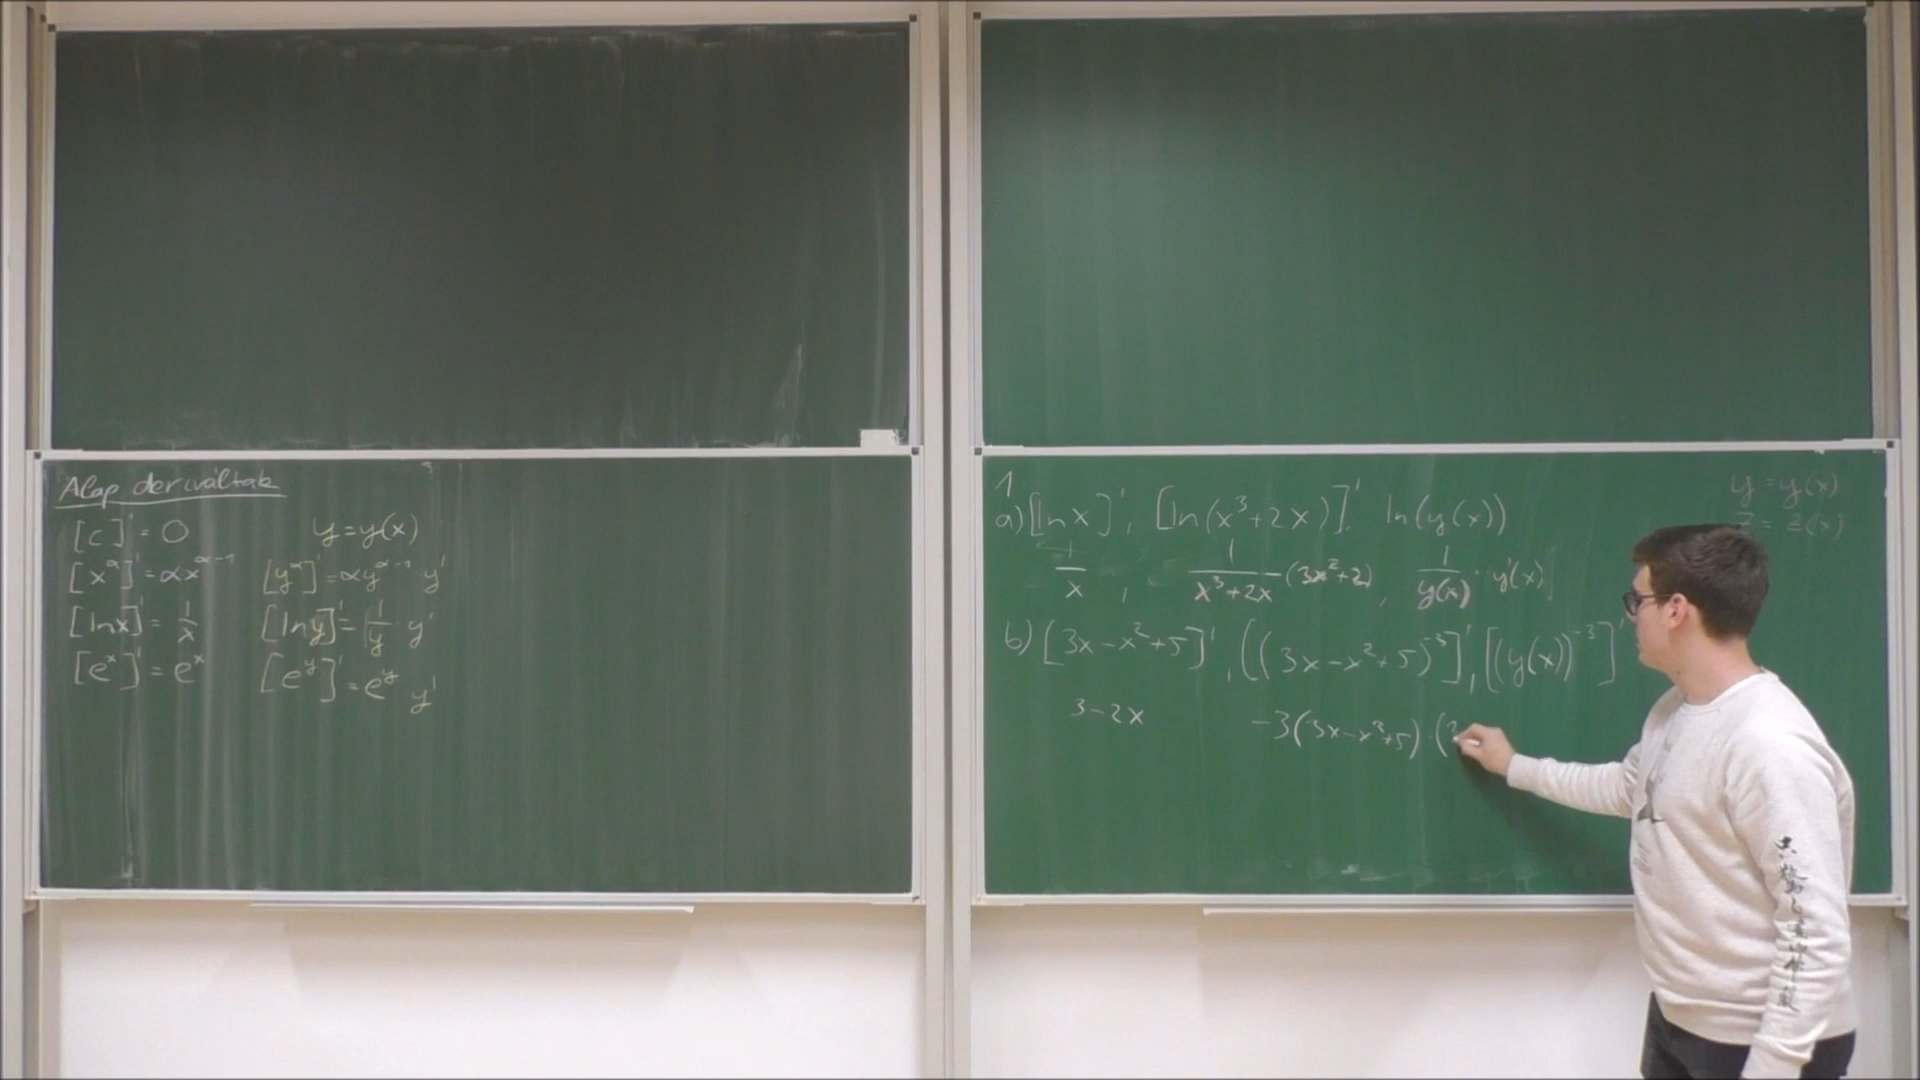 Alap deriváltak
[c]' = 0 y = y(x)
[x^α]' = αx^(α-1) [y^α]' = αy^(α-1) · y'
[ln x]' = 1/x [ln y]' = 1/y · y'
[e^x]' = e^x [e^y]' = e^y y'
1
y = y(x)
z = z(x)
a) [ln x]', [ln(x³+2x)]', ln(y(x))
1/x , 1/(x³+2x) · (3x²+2) , 1/y(x) · y'(x)
b) [3x-x²+5]', ((3x-x²+5)^-3]', [(y(x))^-3]'
3-2x -3(3x-x³+5) · (3